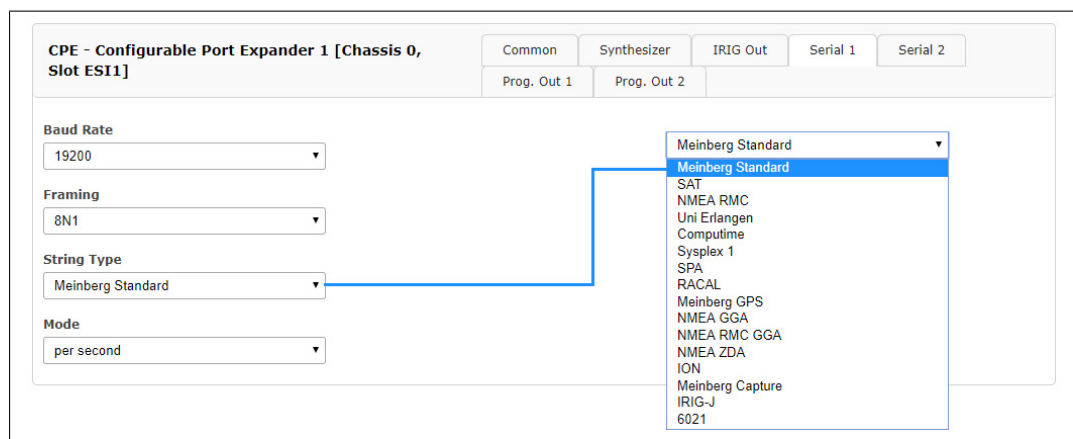 CPE - Configurable Port Expander 1 [Chassis 0,
Slot ESI1]
Common
Synthesizer
IRIG Out
Serial 1
Serial 2
Prog. Out 1
Prog. Out 2
Baud Rate
19200
Framing
8N1
String Type
Meinberg Standard
Mode
per second
Meinberg Standard
Meinberg Standard
SAT
NMEA RMC
Uni Erlangen
Computime
Sysplex 1
SPA
RACAL
Meinberg GPS
NMEA GGA
NMEA RMC GGA
NMEA ZDA
ION
Meinberg Capture
IRIG-J
6021